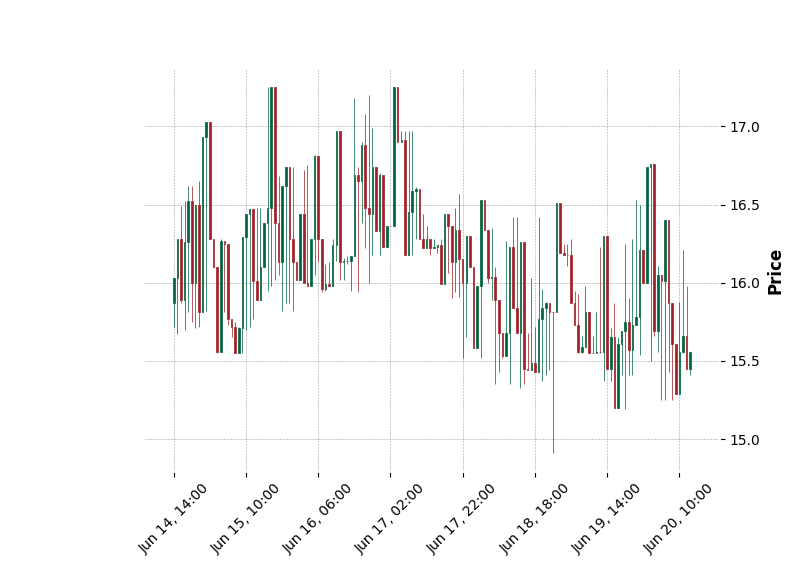 17.0
16.5
16.0
15.5
15.0
Price
Jun 14, 14:00
Jun 15, 10:00
Jun 16, 06:00
Jun 17, 02:00
Jun 17, 22:00
Jun 18, 18:00
Jun 19, 14:00
Jun 20, 10:00